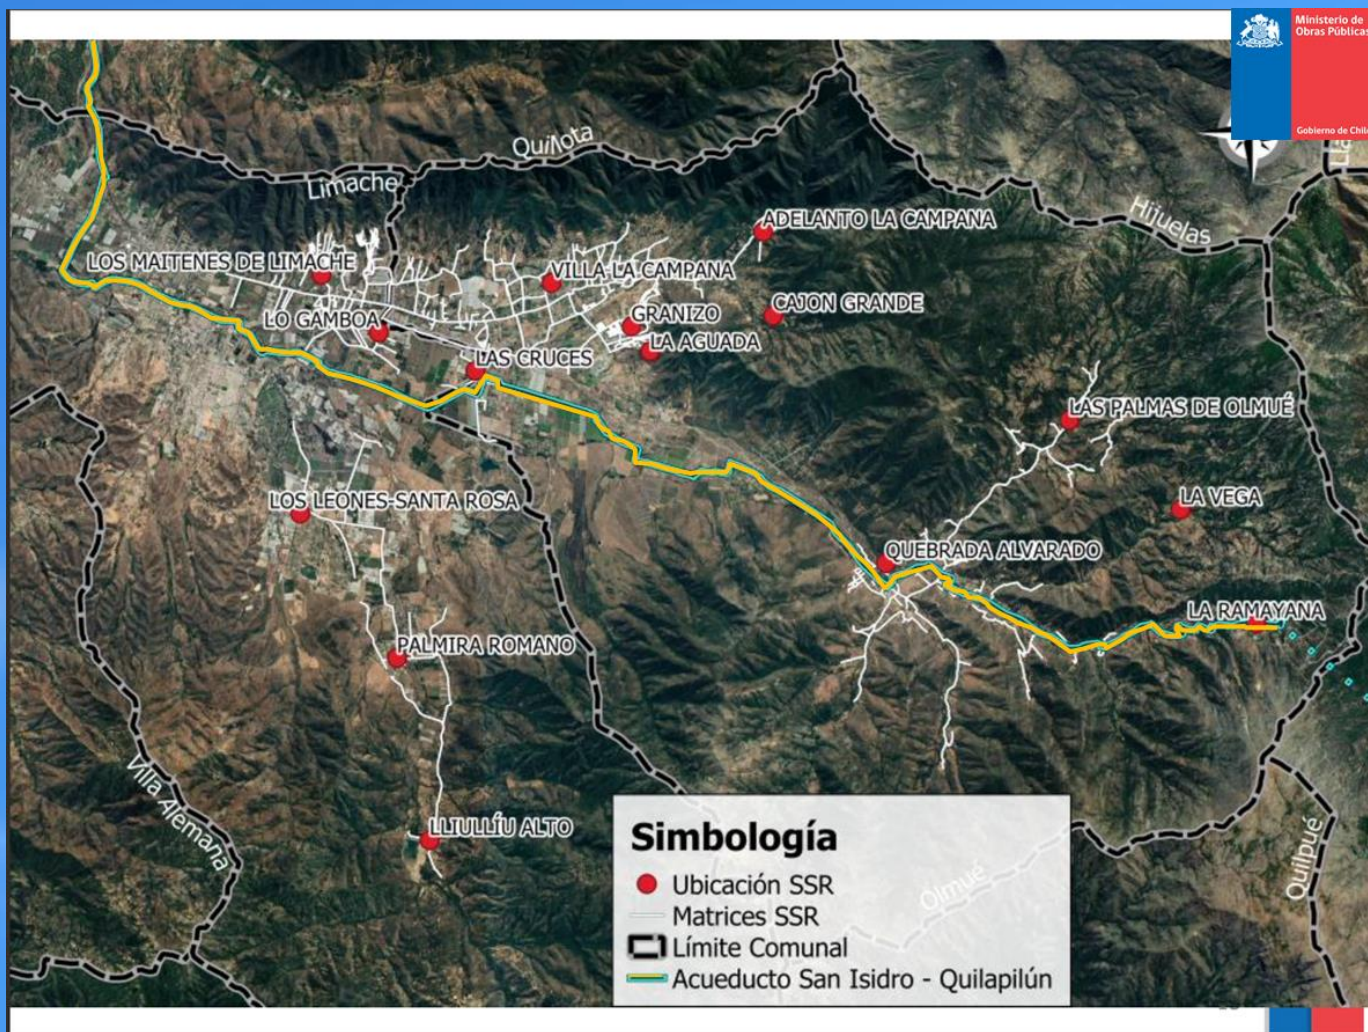 Ministerio de
Obras Públicas
Gobierno de Chile
Quillota
Limache
Hijuelas
ADELANTO LA CAMPANA
LOS MAITENES DE LIMACHE
VILLA LA CAMPANA
CAJON GRANDE
GRANIZO
LO GAMBOA
LA AGUADA
LAS CRUCES
LAS PALMAS DE OLMUÉ
LOS LEONES-SANTA ROSA
LA VEGA
QUEBRADA ALVARADO
LA RAMAYANA
PALMIRA ROMANO
Villa Alemana
LLIULLÍU ALTO
Quilpué
Olmué
Simbología
Ubicación SSR
Matrices SSR
Límite Comunal
Acueducto San Isidro - Quilapilún